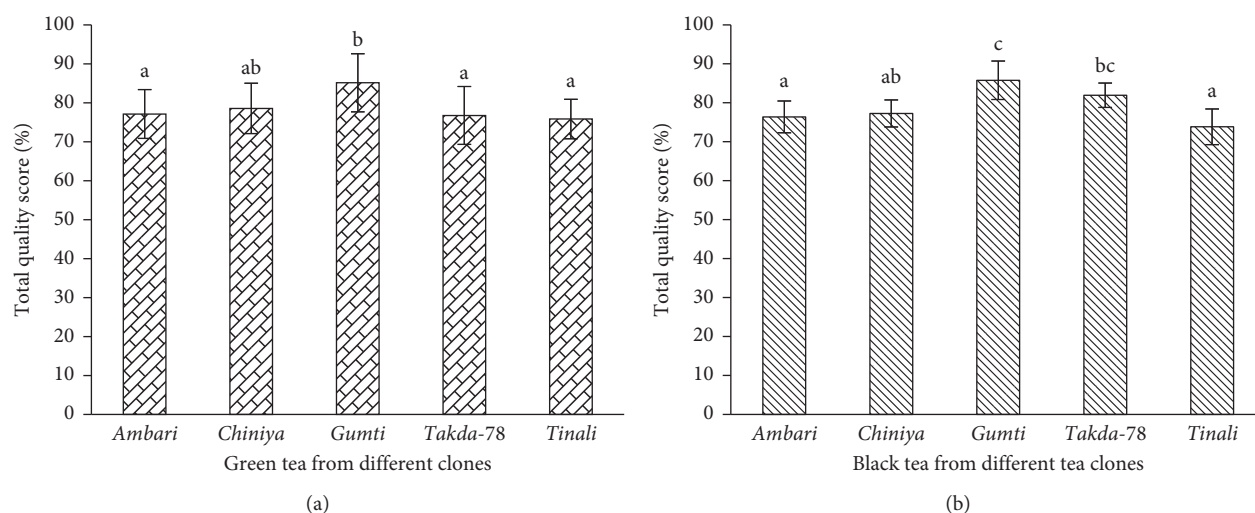 Total quality score (%)
100
90
80
70
60
50
40
30
20
10
0
a
ab
b
a
a
Ambari Chiniya Gumti Takda-78 Tinali
Green tea from different clones
(a)
Total quality score (%)
100
90
80
70
60
50
40
30
20
10
0
a
ab
c
bc
a
Ambari Chiniya Gumti Takda-78 Tinali
Black tea from different tea clones
(b)